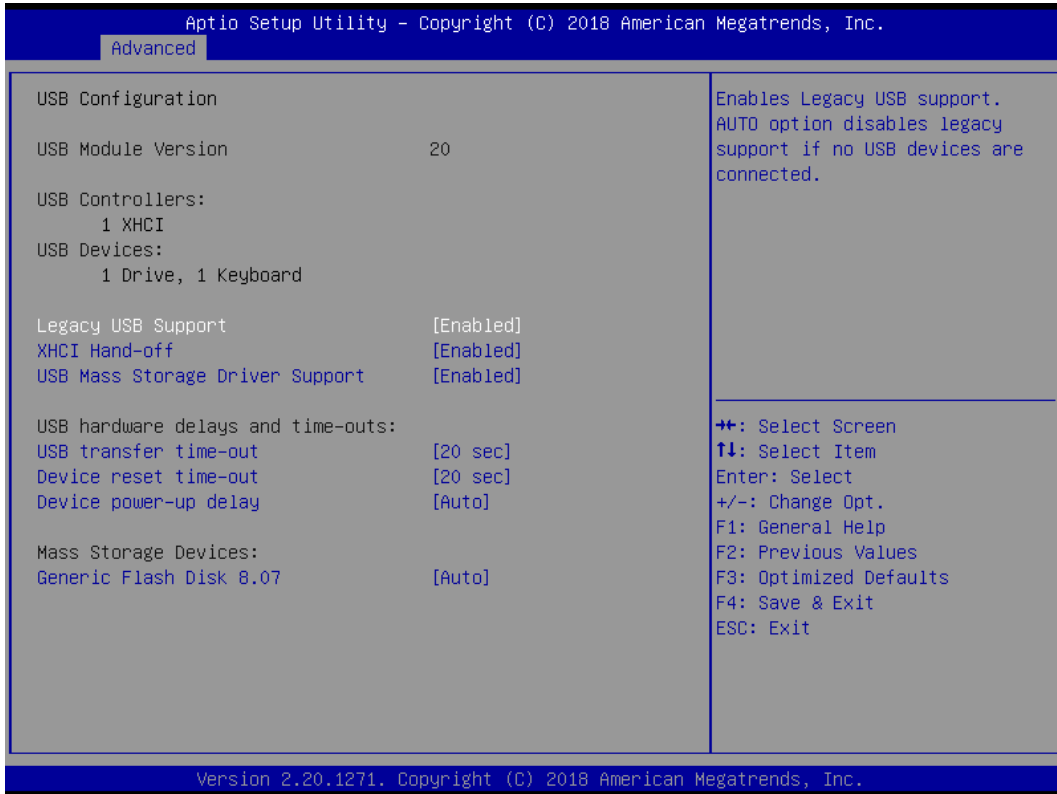 Aptio Setup Utility – Copyright (C) 2018 American Megatrends, Inc.
Advanced
USB Configuration
USB Module Version 20
USB Controllers:
1 XHCI
USB Devices:
1 Drive, 1 Keyboard
Legacy USB Support [Enabled]
XHCI Hand-off [Enabled]
USB Mass Storage Driver Support [Enabled]
USB hardware delays and time-outs:
USB transfer time-out [20 sec]
Device reset time-out [20 sec]
Device power-up delay [Auto]
Mass Storage Devices:
Generic Flash Disk 8.07 [Auto]
Enables Legacy USB support.
AUTO option disables legacy
support if no USB devices are
connected.
→←: Select Screen
↑↓: Select Item
Enter: Select
+/-: Change Opt.
F1: General Help
F2: Previous Values
F3: Optimized Defaults
F4: Save & Exit
ESC: Exit
Version 2.20.1271. Copyright (C) 2018 American Megatrends, Inc.